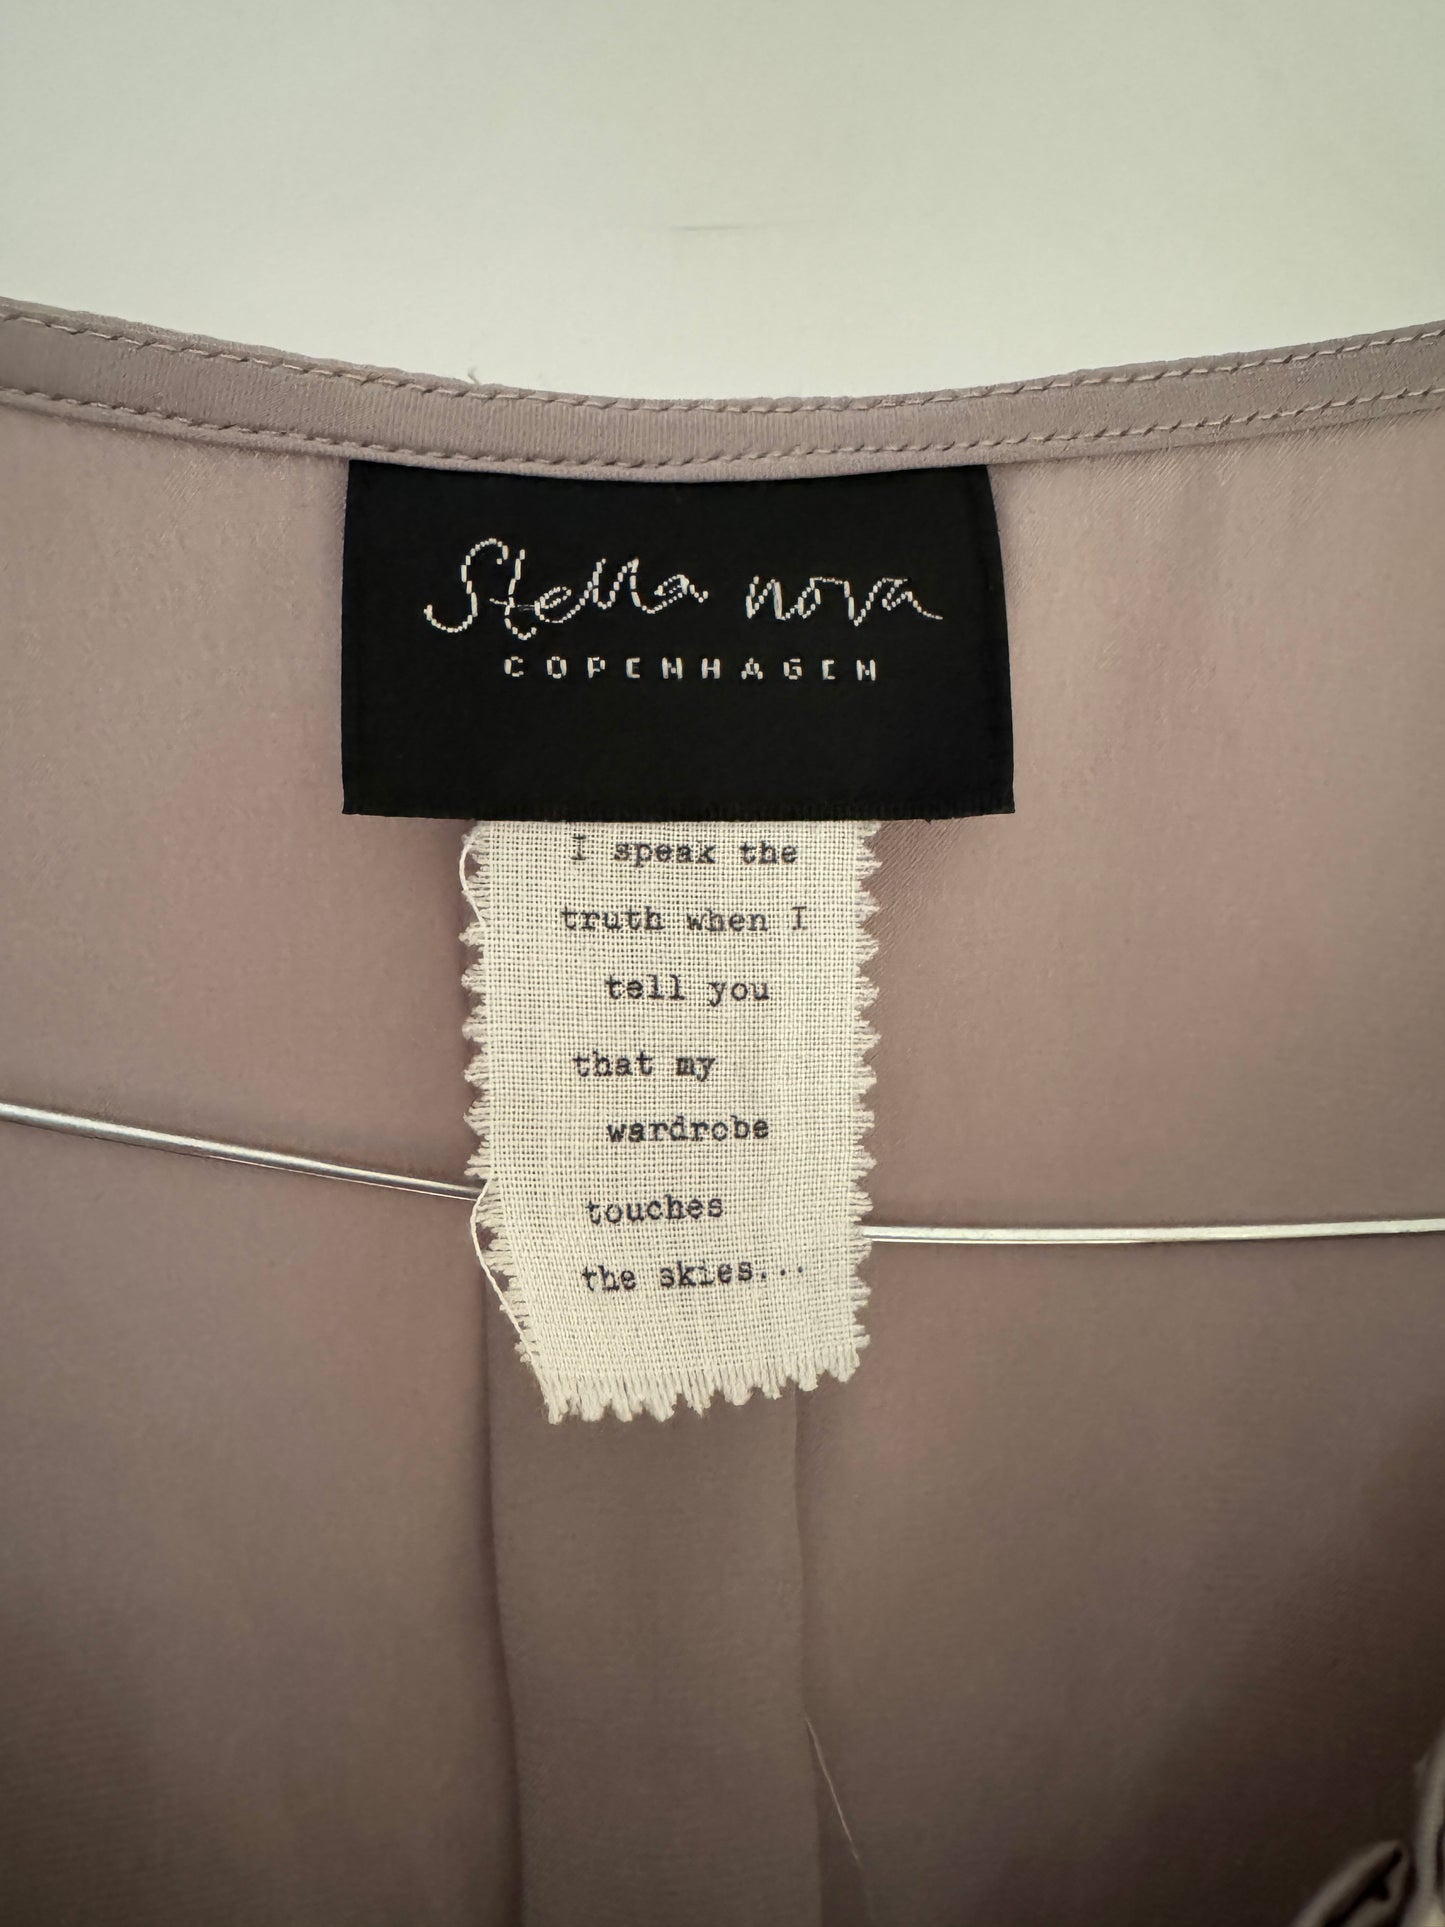 Stella nova
COPENHAGEN
I speak the
truth when I
tell you
that my
wardrobe
touches
the skies...